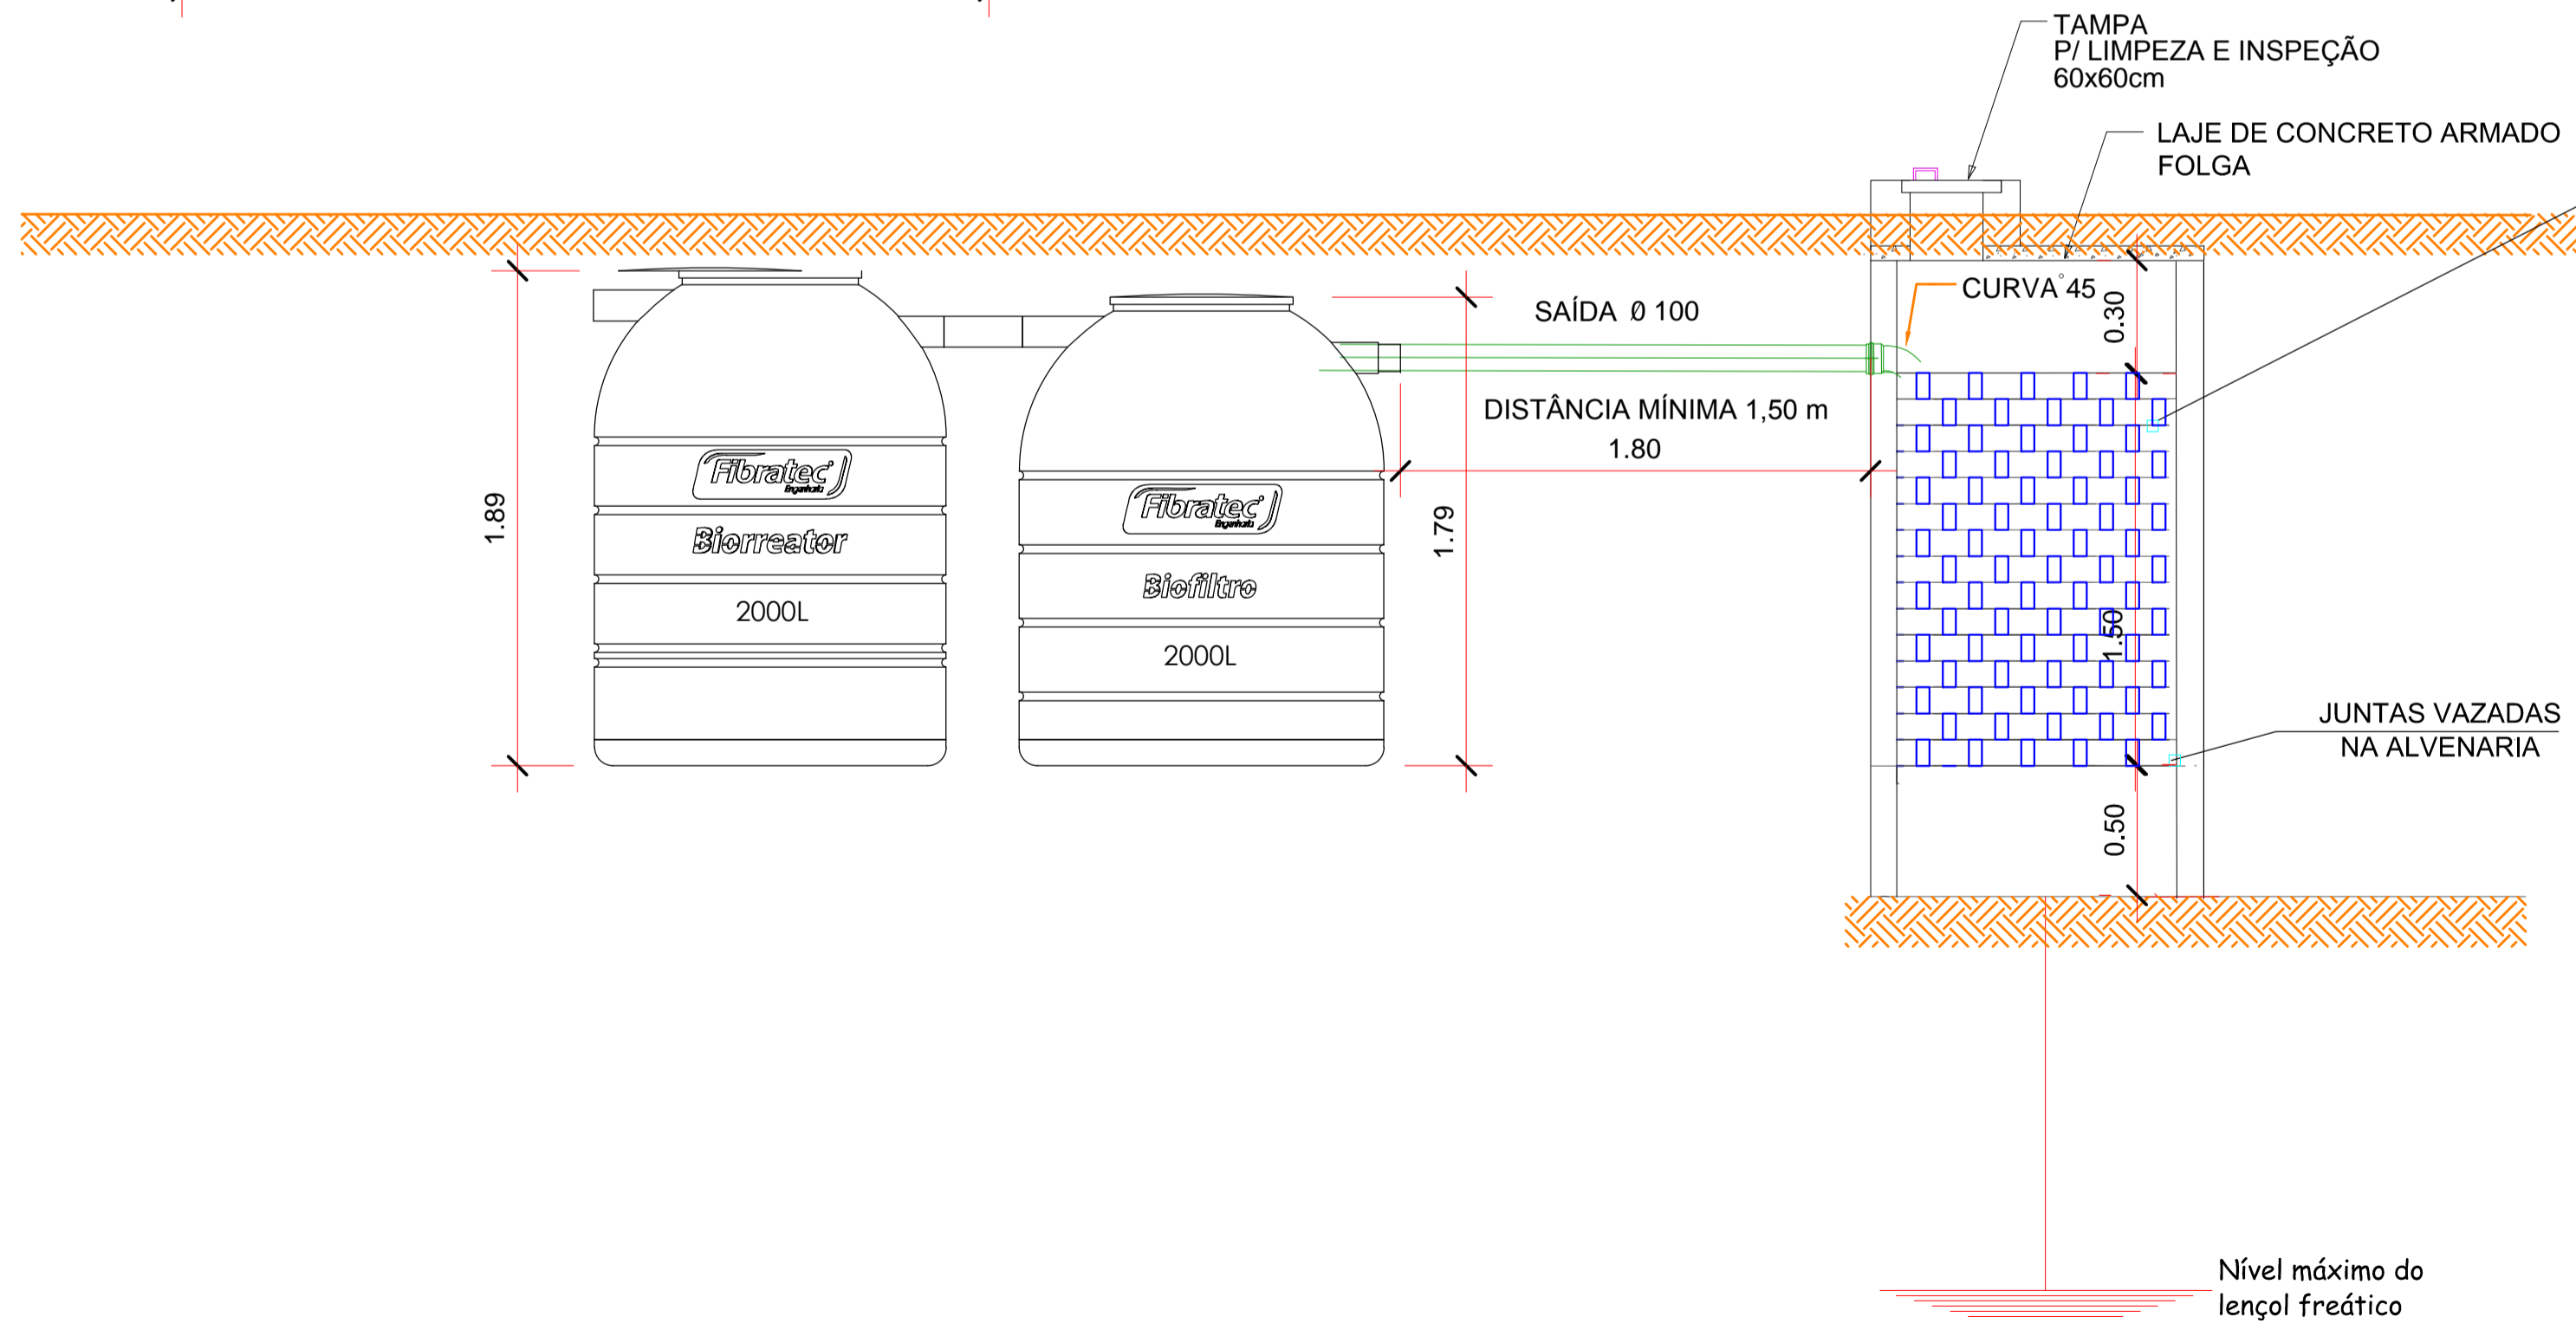 TAMPA
P/ LIMPEZA E INSPEÇÃO
60x60cm
LAJE DE CONCRETO ARMADO
FOLGA
CURVA°45
0.30
SAÍDA Ø 100
DISTÂNCIA MÍNIMA 1,50 m
1.80
1.89
Fibratec
Engenharia
Biorreator
2000L
Fibratec
Engenharia
Biofiltro
2000L
1.79
1.50
JUNTAS VAZADAS
NA ALVENARIA
0.50
Nível máximo do
lençol freático